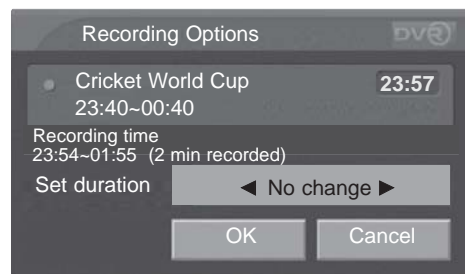 Recording Options
DVR
Cricket World Cup
23:57
23:40~00:40
Recording time
23:54~01:55 (2 min recorded)
Set duration
◀ No change ▶
OK
Cancel